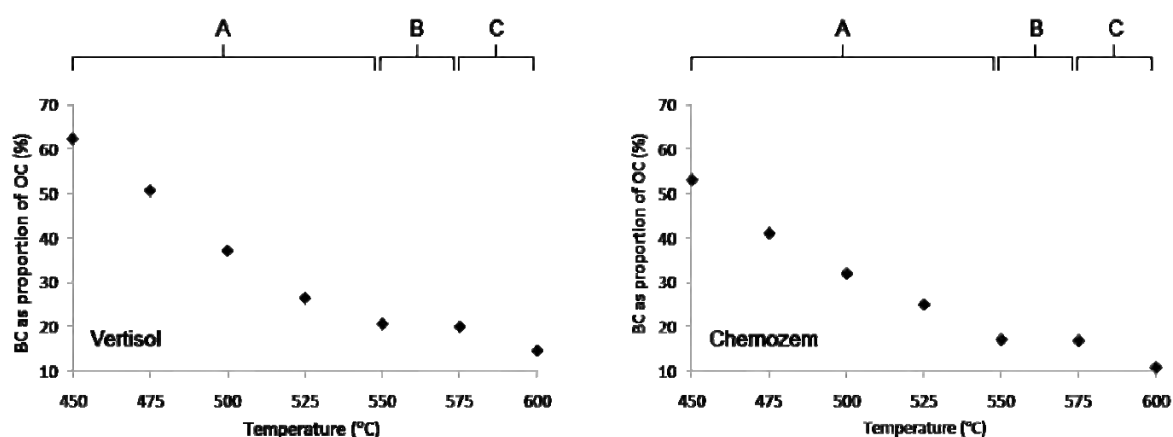 A B C
A B C
BC as proportion of OC (%)
70
60
50
40
30
20
10
Vertisol
450 475 500 525 550 575 600
Temperature (°C)
BC as proportion of OC (%)
70
60
50
40
30
20
10
Chernozem
450 475 500 525 550 575 600
Temperature (°C)